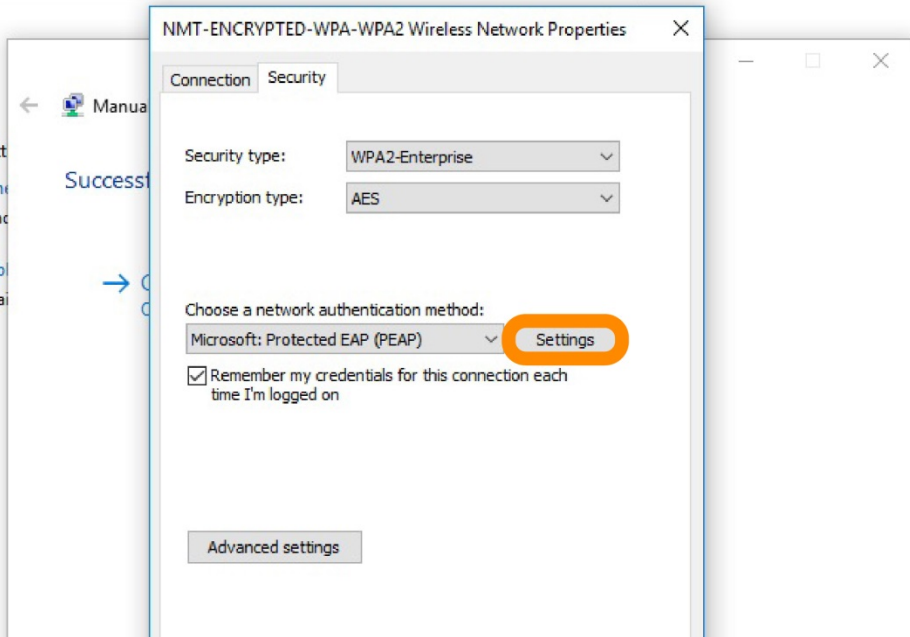 NMT-ENCRYPTED-WPA-WPA2 Wireless Network Properties
Connection Security
Manua
Successf
Security type: WPA2-Enterprise
Encryption type: AES
Choose a network authentication method:
Microsoft: Protected EAP (PEAP) Settings
Remember my credentials for this connection each
time I'm logged on
Advanced settings